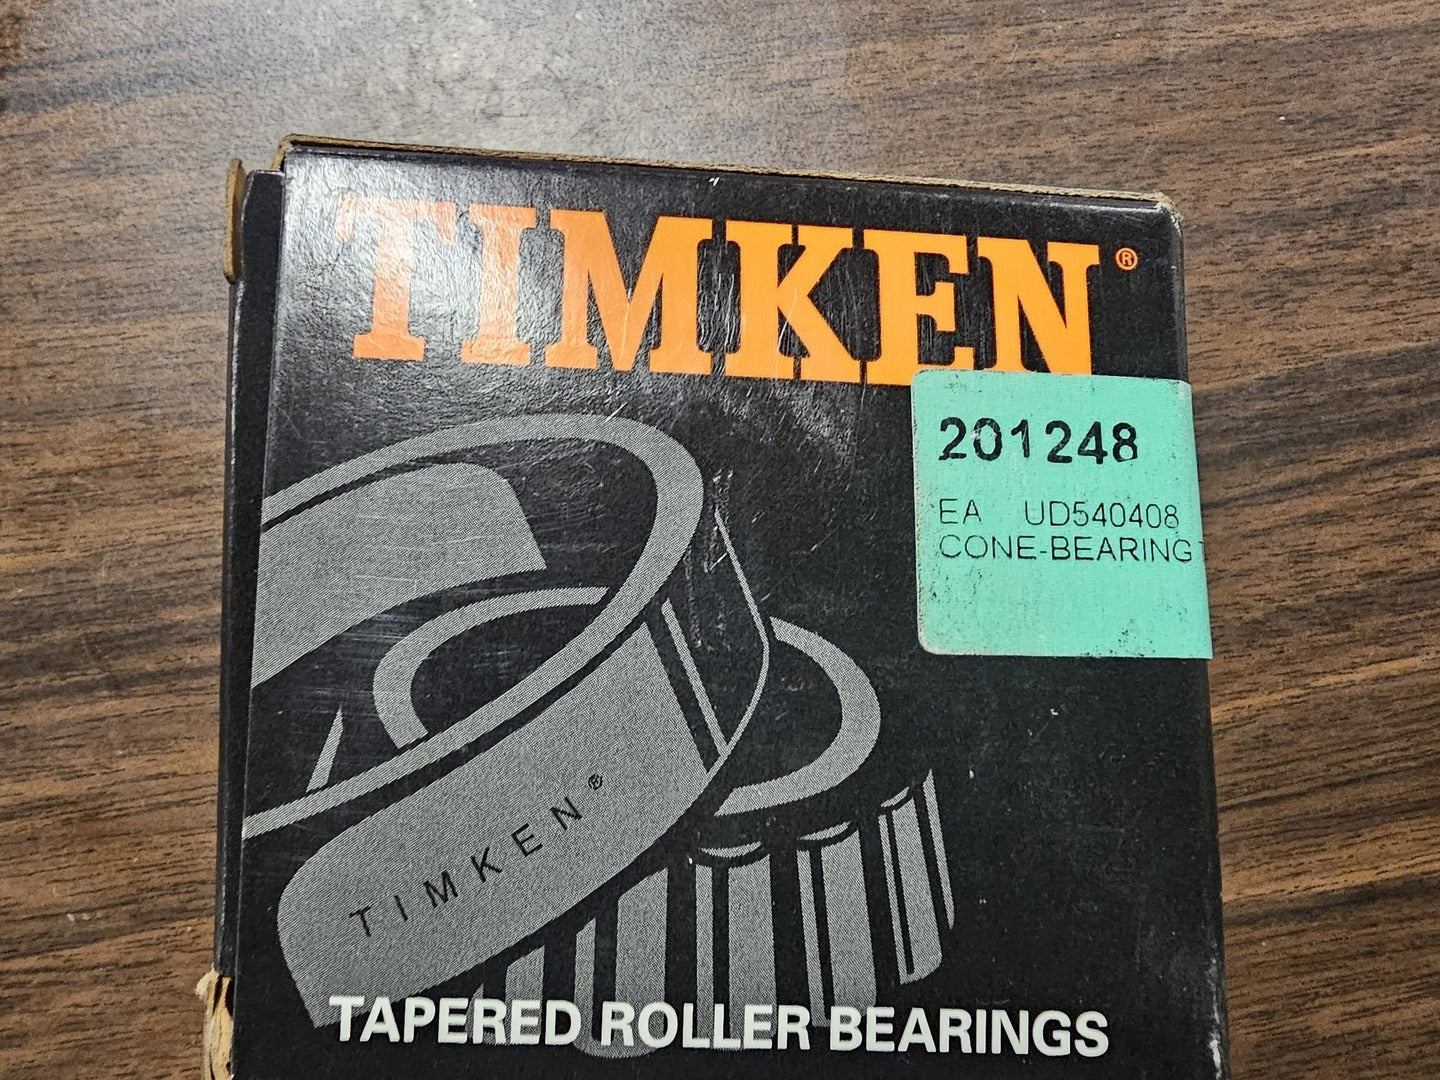 TIMKEN®
201248
EA UD540408
CONE-BEARING
TIMKEN®
TAPERED ROLLER BEARINGS